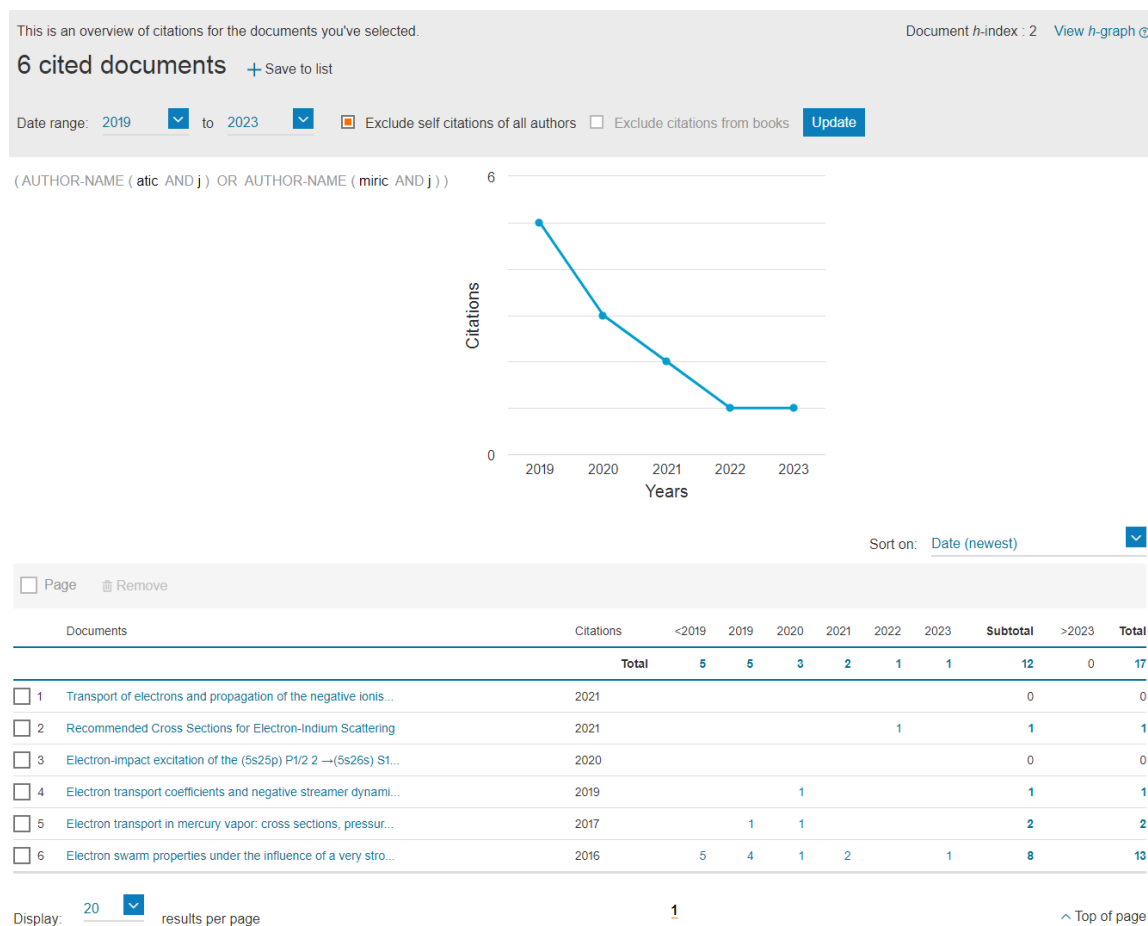 This is an overview of citations for the documents you've selected.
Document h-index : 2 View h-graph
6 cited documents + Save to list
Date range: 2019 to 2023 Exclude self citations of all authors Exclude citations from books Update
( AUTHOR-NAME ( atic AND j ) OR AUTHOR-NAME ( miric AND j ) )
6
Citations
0
2019 2020 2021 2022 2023
Years
Sort on: Date (newest)
Page Remove
Documents Citations <2019 2019 2020 2021 2022 2023 Subtotal >2023 Total
Total 5 5 3 2 1 1 12 0 17
1 Transport of electrons and propagation of the negative ionis... 2021 0 0
2 Recommended Cross Sections for Electron-Indium Scattering 2021 1 1 1
3 Electron-impact excitation of the (5s25p) P1/2 2 →(5s26s) S1... 2020 0 0
4 Electron transport coefficients and negative streamer dynami... 2019 1 1 1
5 Electron transport in mercury vapor: cross sections, pressur... 2017 1 1 2 2
6 Electron swarm properties under the influence of a very stro... 2016 5 4 1 2 1 8 13
Display: 20 results per page
1
Top of page